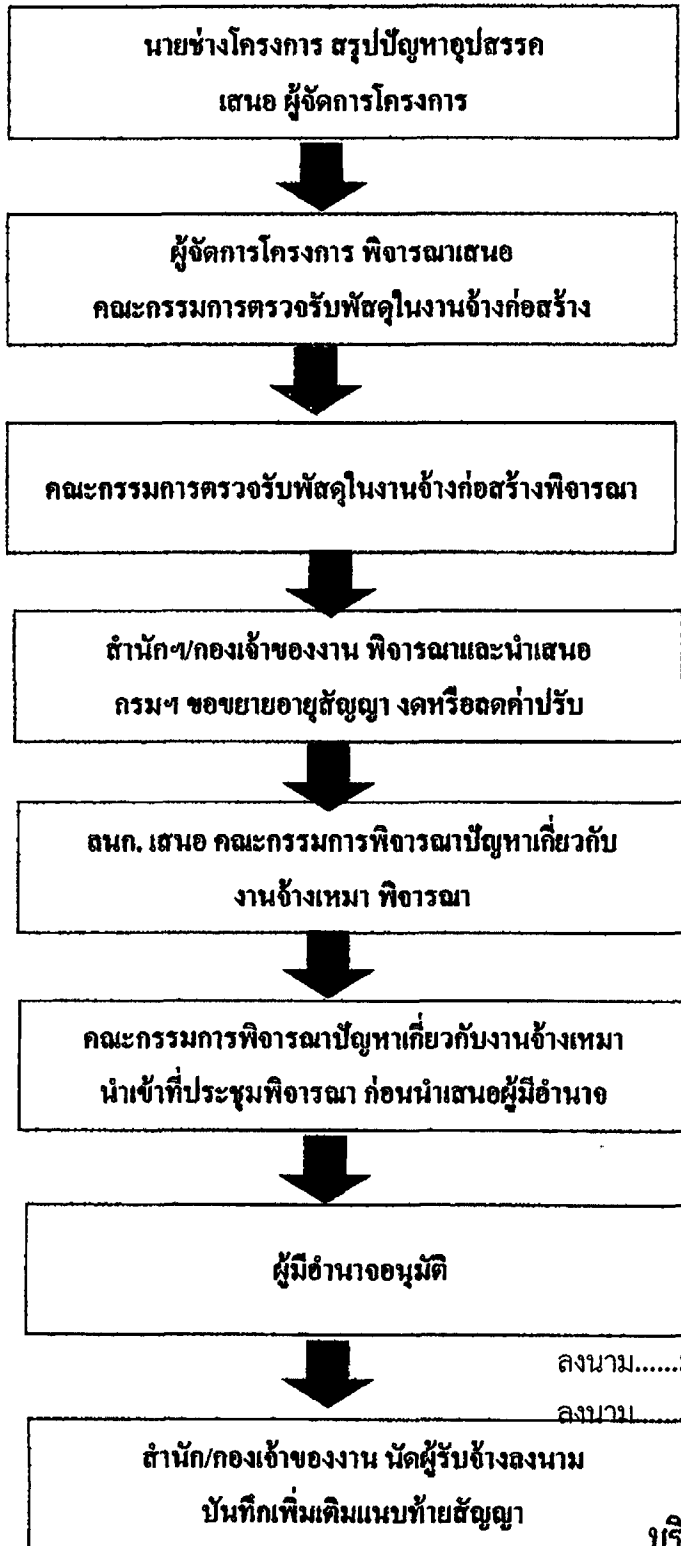 นายช่างโครงการ สรุปปัญหาอุปสรรค
เสนอ ผู้จัดการโครงการ
ผู้จัดการโครงการ พิจารณาเสนอ
คณะกรรมการตรวจรับพัสดุในงานจ้างก่อสร้าง
คณะกรรมการตรวจรับพัสดุในงานจ้างก่อสร้างพิจารณา
สำนักฯ/กองเจ้าของงาน พิจารณาและนำเสนอ
กรมฯ ขอขยายอายุสัญญา งดหรือลดค่าปรับ
ลนก. เสนอ คณะกรรมการพิจารณาปัญหาเกี่ยวกับ
งานจ้างเหมา พิจารณา
คณะกรรมการพิจารณาปัญหาเกี่ยวกับงานจ้างเหมา
นำเข้าที่ประชุมพิจารณา ก่อนนำเสนอผู้มีอำนาจ
ผู้มีอำนาจอนุมัติ
ลงนาม......
ลงนาม......
สำนัก/กองเจ้าของงาน นัดผู้รับจ้างลงนาม
บันทึกเพิ่มเติมแนบท้ายสัญญา